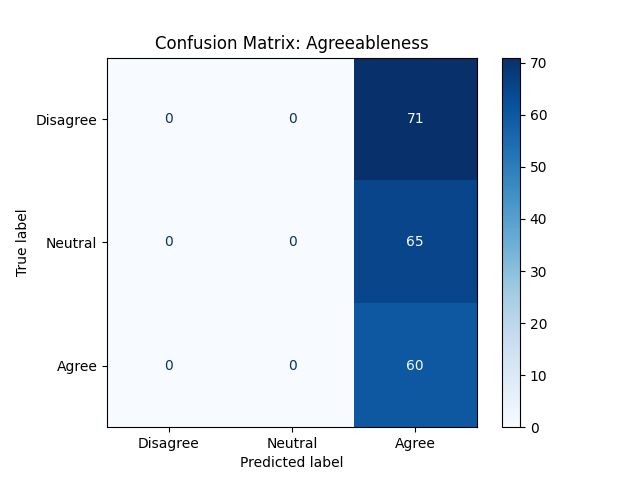 Confusion Matrix: Agreeableness
True label
Disagree 0 0 71
Neutral 0 0 65
Agree 0 0 60
Disagree Neutral Agree
Predicted label
70
60
50
40
30
20
10
0